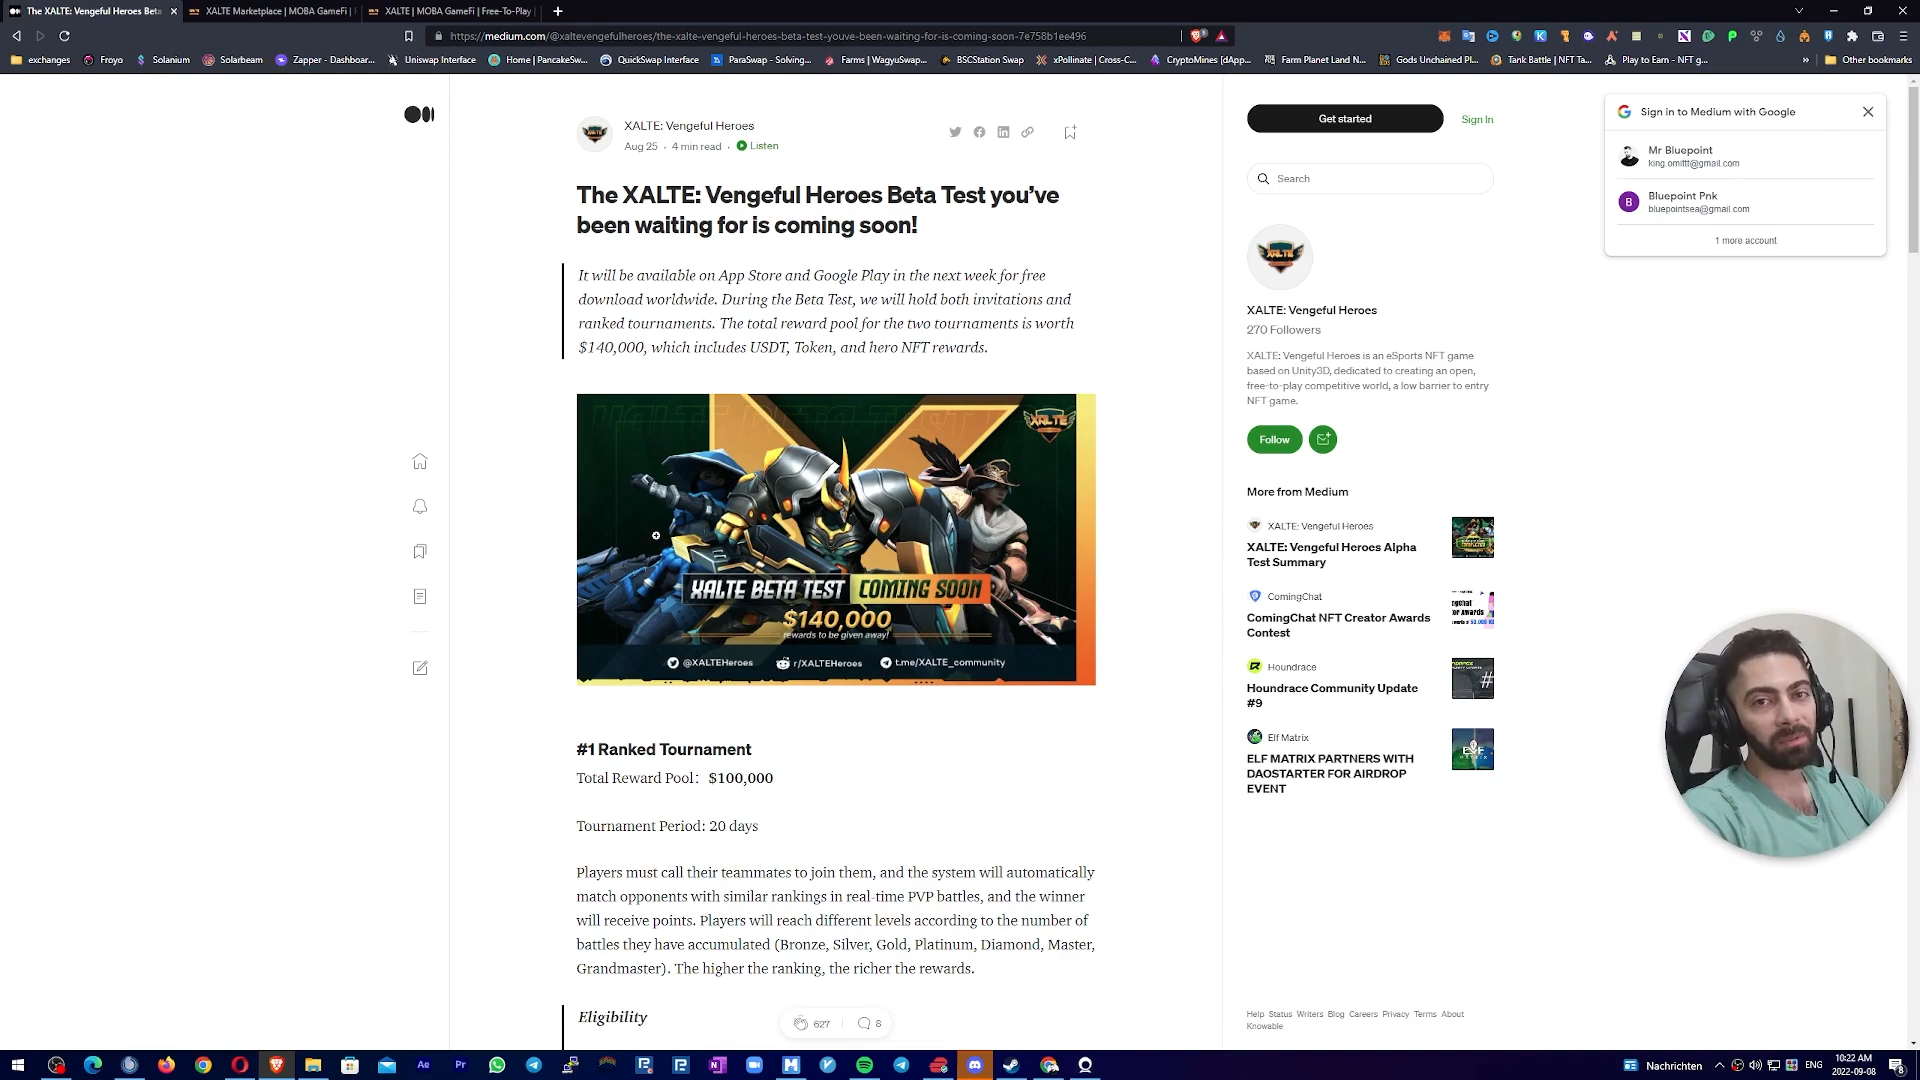 The XALTE: Vengeful Heroes Beta
XALTE Marketplace | MOBA GameFi |
XALTE | MOBA GameFi | Free-To-Play
https://medium.com/@xaltevengefulheroes/the-xalte-vengeful-heroes-beta-test-youve-been-waiting-for-is-coming-soon-7e758b1ee496
exchanges
Froyo
Solanium
Solarbeam
Zapper - Dashboar...
Uniswap Interface
Home | PancakeSw...
QuickSwap Interface
ParaSwap - Solving...
Farms | WagyuSwap...
BSCStation Swap
xPollinate | Cross-C...
CryptoMines [dApp...
Farm Planet Land N...
Gods Unchained Pl...
Tank Battle | NFT Ta...
Play to Earn - NFT g...
Other bookmarks
XALTE: Vengeful Heroes
Aug 25 · 4 min read · Listen
The XALTE: Vengeful Heroes Beta Test you’ve
been waiting for is coming soon!
It will be available on App Store and Google Play in the next week for free
download worldwide. During the Beta Test, we will hold both invitations and
ranked tournaments. The total reward pool for the two tournaments is worth
$140,000, which includes USDT, Token, and hero NFT rewards.
XALTE
XALTE BETA TEST COMING SOON
$140,000
rewards to be given away!
@XALTEHeroes
r/XALTEHeroes
t.me/XALTE_community
#1 Ranked Tournament
Total Reward Pool: $100,000
Tournament Period: 20 days
Players must call their teammates to join them, and the system will automatically
match opponents with similar rankings in real-time PVP battles, and the winner
will receive points. Players will reach different levels according to the number of
battles they have accumulated (Bronze, Silver, Gold, Platinum, Diamond, Master,
Grandmaster). The higher the ranking, the richer the rewards.
Eligibility
627
8
Get started
Sign In
Search
XALTE: Vengeful Heroes
270 Followers
XALTE: Vengeful Heroes is an eSports NFT game
based on Unity3D, dedicated to creating an open,
free-to-play competitive world, a low barrier to entry
NFT game.
Follow
More from Medium
XALTE: Vengeful Heroes
XALTE: Vengeful Heroes Alpha
Test Summary
ComingChat
ComingChat NFT Creator Awards
Contest
Houndrace
Houndrace Community Update
#9
Elf Matrix
ELF MATRIX PARTNERS WITH
DAOSTARTER FOR AIRDROP
EVENT
Help Status Writers Blog Careers Privacy Terms About
Knowable
Sign in to Medium with Google
Mr Bluepoint
king.omittt@gmail.com
B
Bluepoint Pnk
bluepointsea@gmail.com
1 more account
Nachrichten
ENG
10:22 AM
2022-09-08